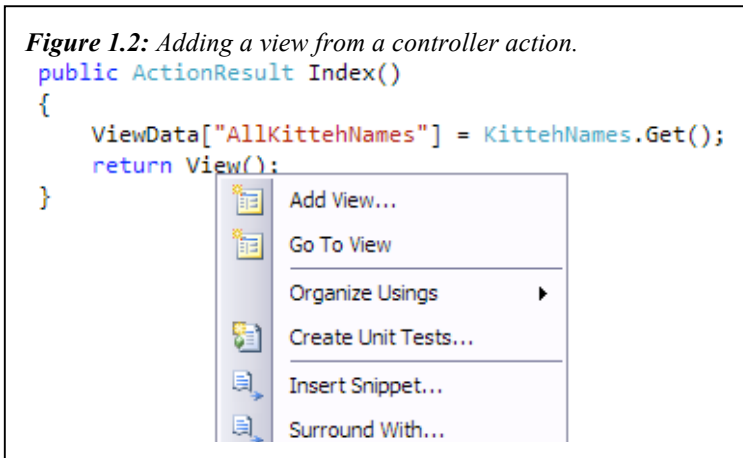 Figure 1.2: Adding a view from a controller action.
public ActionResult Index()
{
ViewData["AllKittehNames"] = KittehNames.Get();
return View();
}
Add View...
Go To View
Organize Usings
Create Unit Tests...
Insert Snippet...
Surround With...